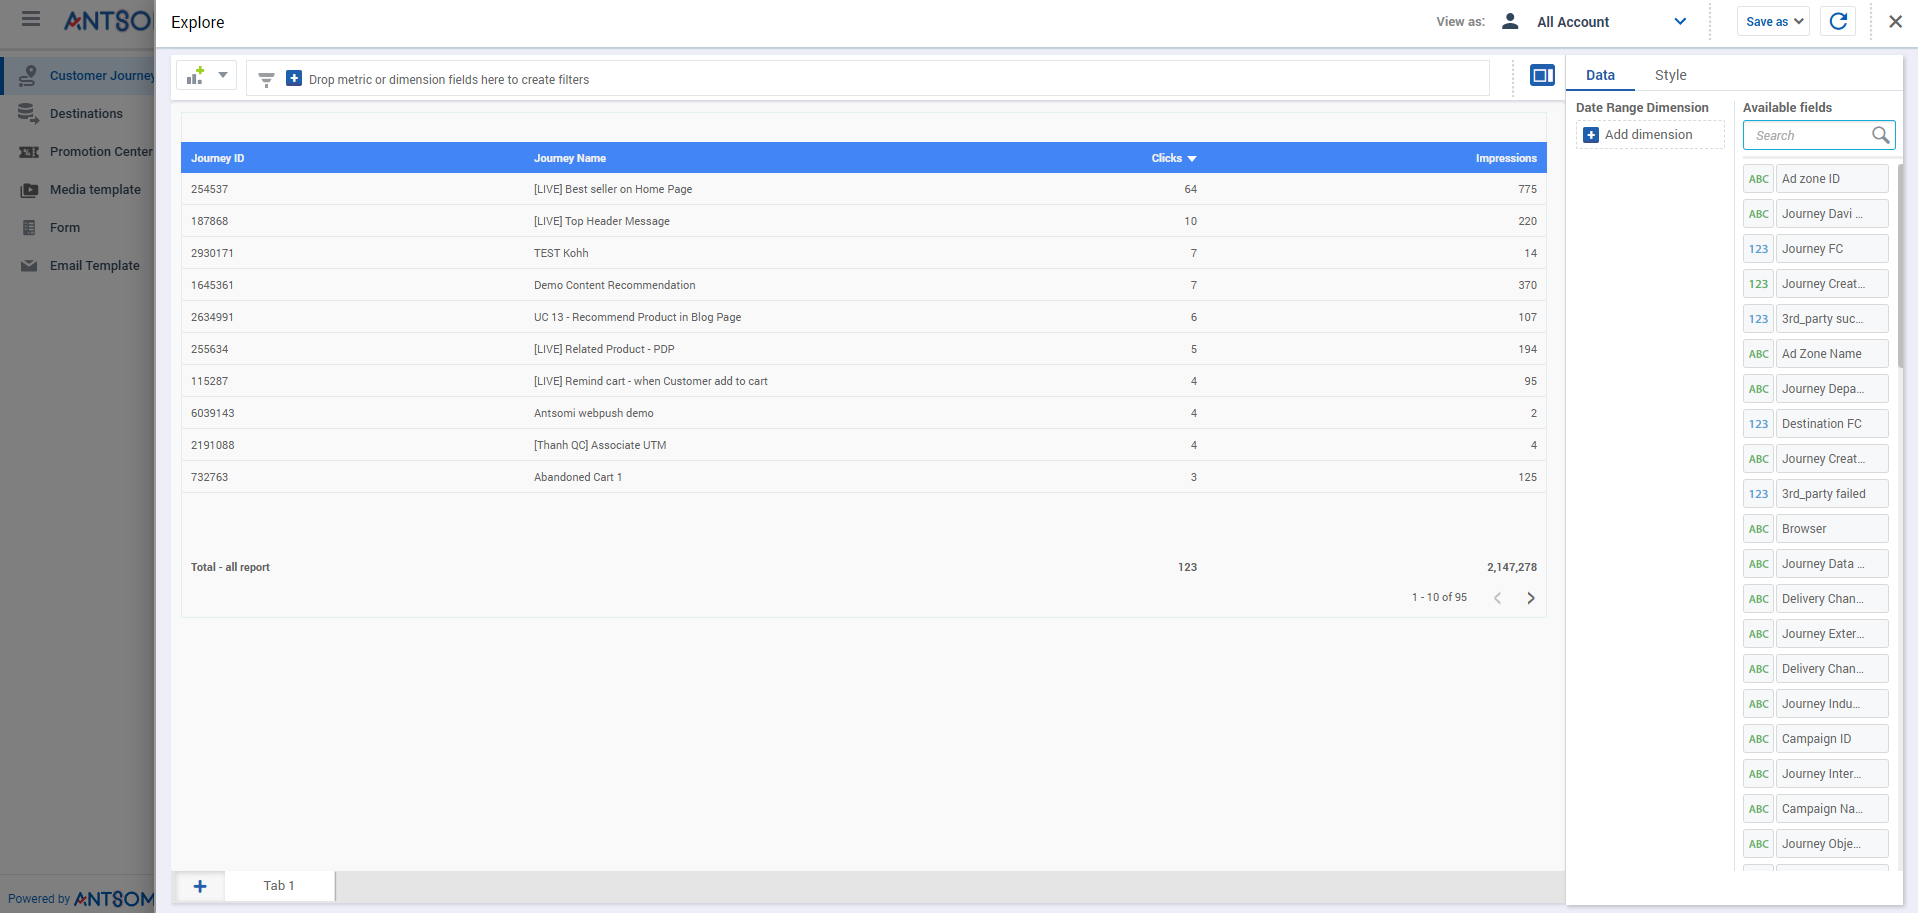 ANTSO
Explore
View as:
All Account
Save as
Customer Journey
Destinations
Promotion Center
Media template
Form
Email Template
Drop metric or dimension fields here to create filters
Journey ID Journey Name Clicks Impressions
254537 [LIVE] Best seller on Home Page 64 775
187868 [LIVE] Top Header Message 10 220
2930171 TEST Kohh 7 14
1645361 Demo Content Recommendation 7 370
2634991 UC 13 - Recommend Product in Blog Page 6 107
255634 [LIVE] Related Product - PDP 5 194
115287 [LIVE] Remind cart - when Customer add to cart 4 95
6039143 Antsomi webpush demo 4 2
2191088 [Thanh QC] Associate UTM 4 4
732763 Abandoned Cart 1 3 125
Total - all report 123 2,147,278
1 - 10 of 95
Tab 1
Powered by ANTSOM
Data
Style
Date Range Dimension
Add dimension
Available fields
Search
ABC Ad zone ID
ABC Journey Davi ...
123 Journey FC
123 Journey Creat...
123 3rd_party suc...
ABC Ad Zone Name
ABC Journey Depa...
123 Destination FC
ABC Journey Creat...
123 3rd_party failed
ABC Browser
ABC Journey Data ...
ABC Delivery Chan...
ABC Journey Exter...
ABC Delivery Chan...
ABC Journey Indu...
ABC Campaign ID
ABC Journey Inter...
ABC Campaign Na...
ABC Journey Obje...